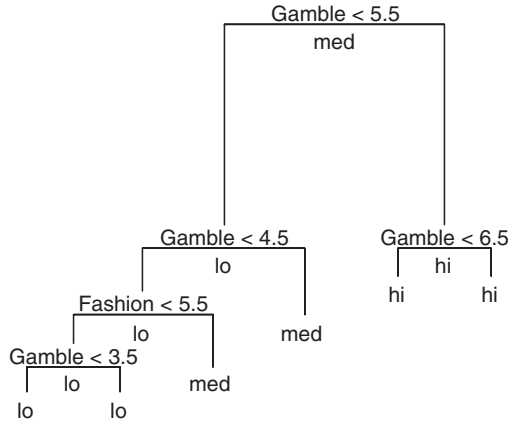 Gamble < 5.5
med
Gamble < 4.5
lo
Gamble < 6.5
hi
hi
hi
Fashion < 5.5
lo
med
Gamble < 3.5
lo
med
lo
lo